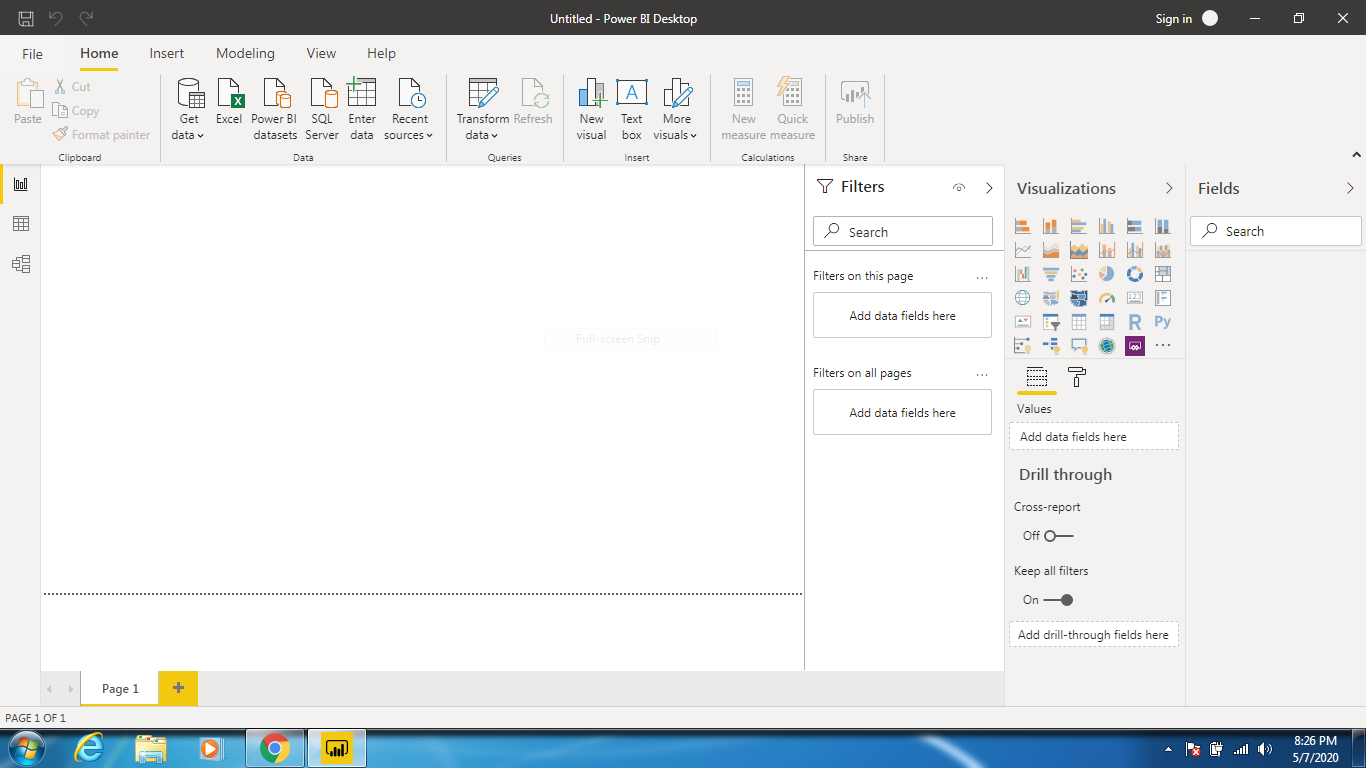 Untitled - Power BI Desktop
Sign in
File
Home
Insert
Modeling
View
Help
Paste
Cut
Copy
Format painter
Clipboard
Get data
Excel
Power BI datasets
SQL Server
Enter data
Recent sources
Data
Transform data
Refresh
Queries
New visual
Text box
More visuals
Insert
New measure
Quick measure
Calculations
Publish
Share
Full-screen Snip
Filters
Search
Filters on this page
...
Add data fields here
Filters on all pages
...
Add data fields here
Visualizations
123
R
Py
...
Values
Add data fields here
Drill through
Cross-report
Off
Keep all filters
On
Add drill-through fields here
Fields
Search
Page 1
PAGE 1 OF 1
8:26 PM
5/7/2020